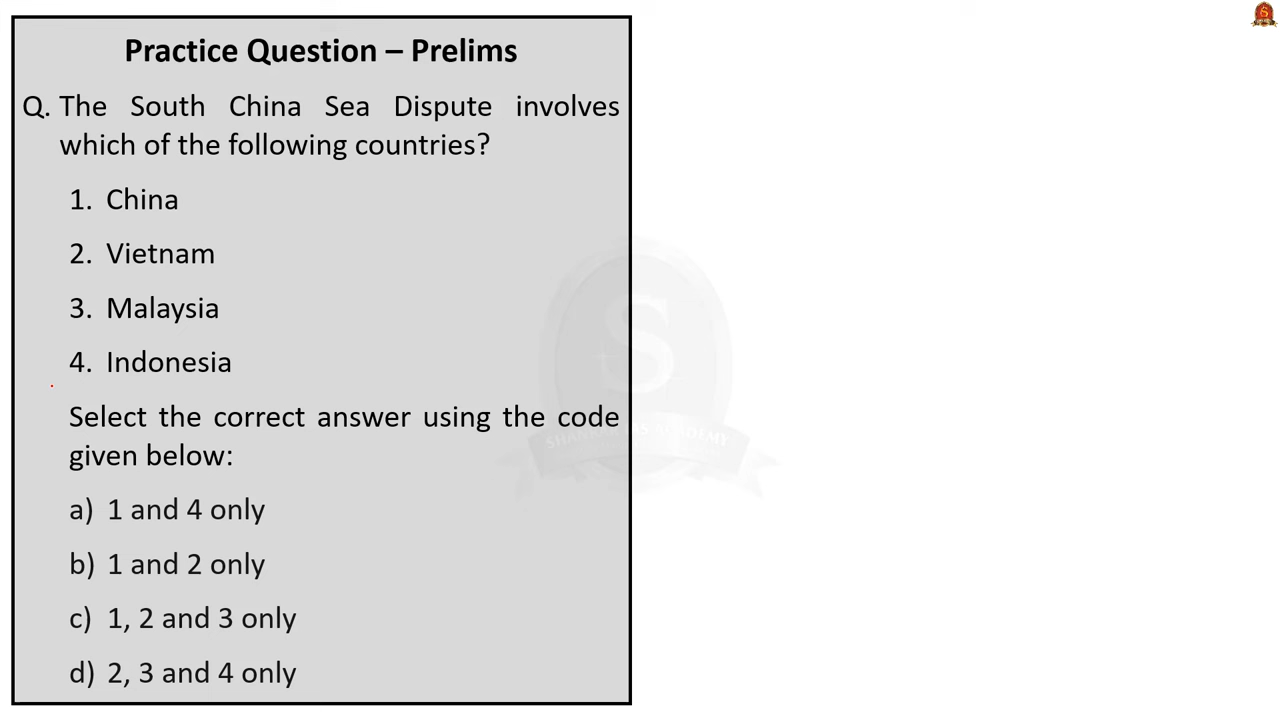 Practice Question – Prelims
Q. The South China Sea Dispute involves
which of the following countries?
1. China
2. Vietnam
3. Malaysia
4. Indonesia
Select the correct answer using the code
given below:
a) 1 and 4 only
b) 1 and 2 only
c) 1, 2 and 3 only
d) 2, 3 and 4 only